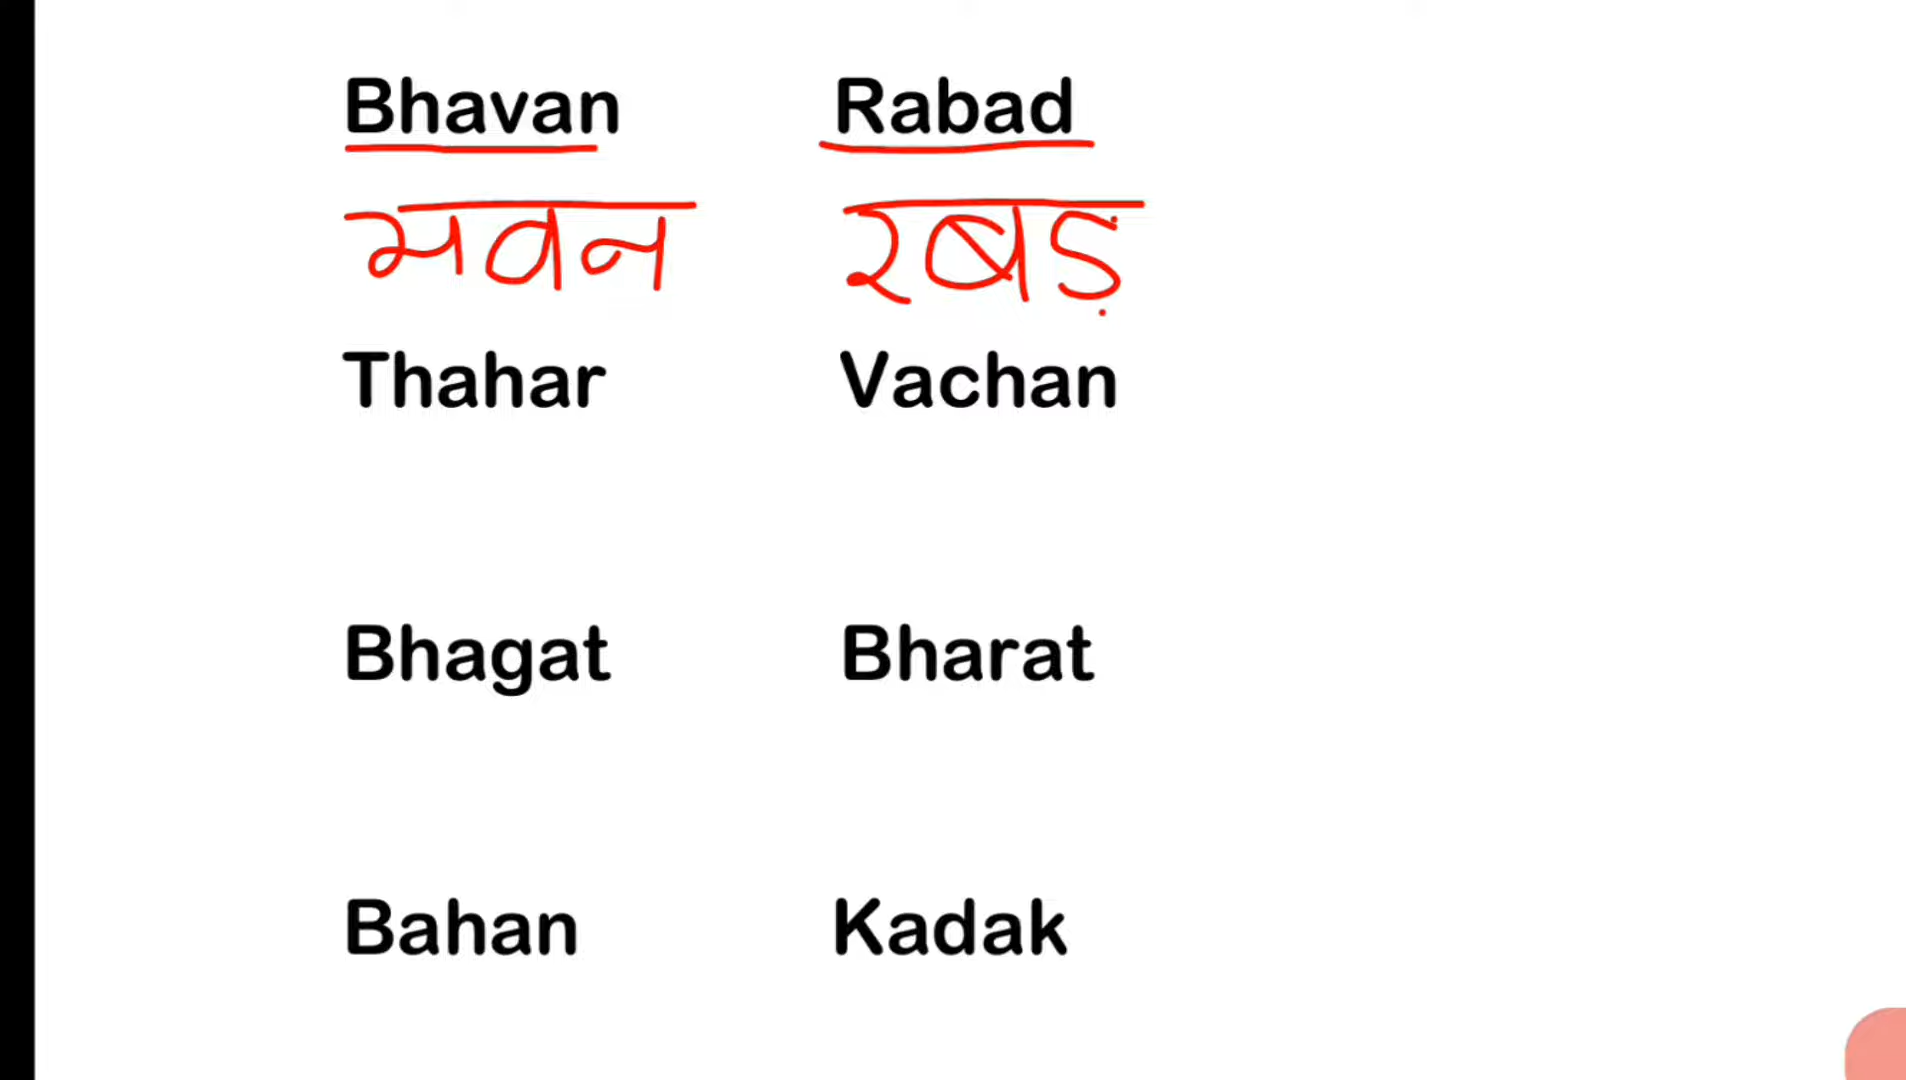 Bhavan Rabad
भवन रबड़
Thahar Vachan
Bhagat Bharat
Bahan Kadak